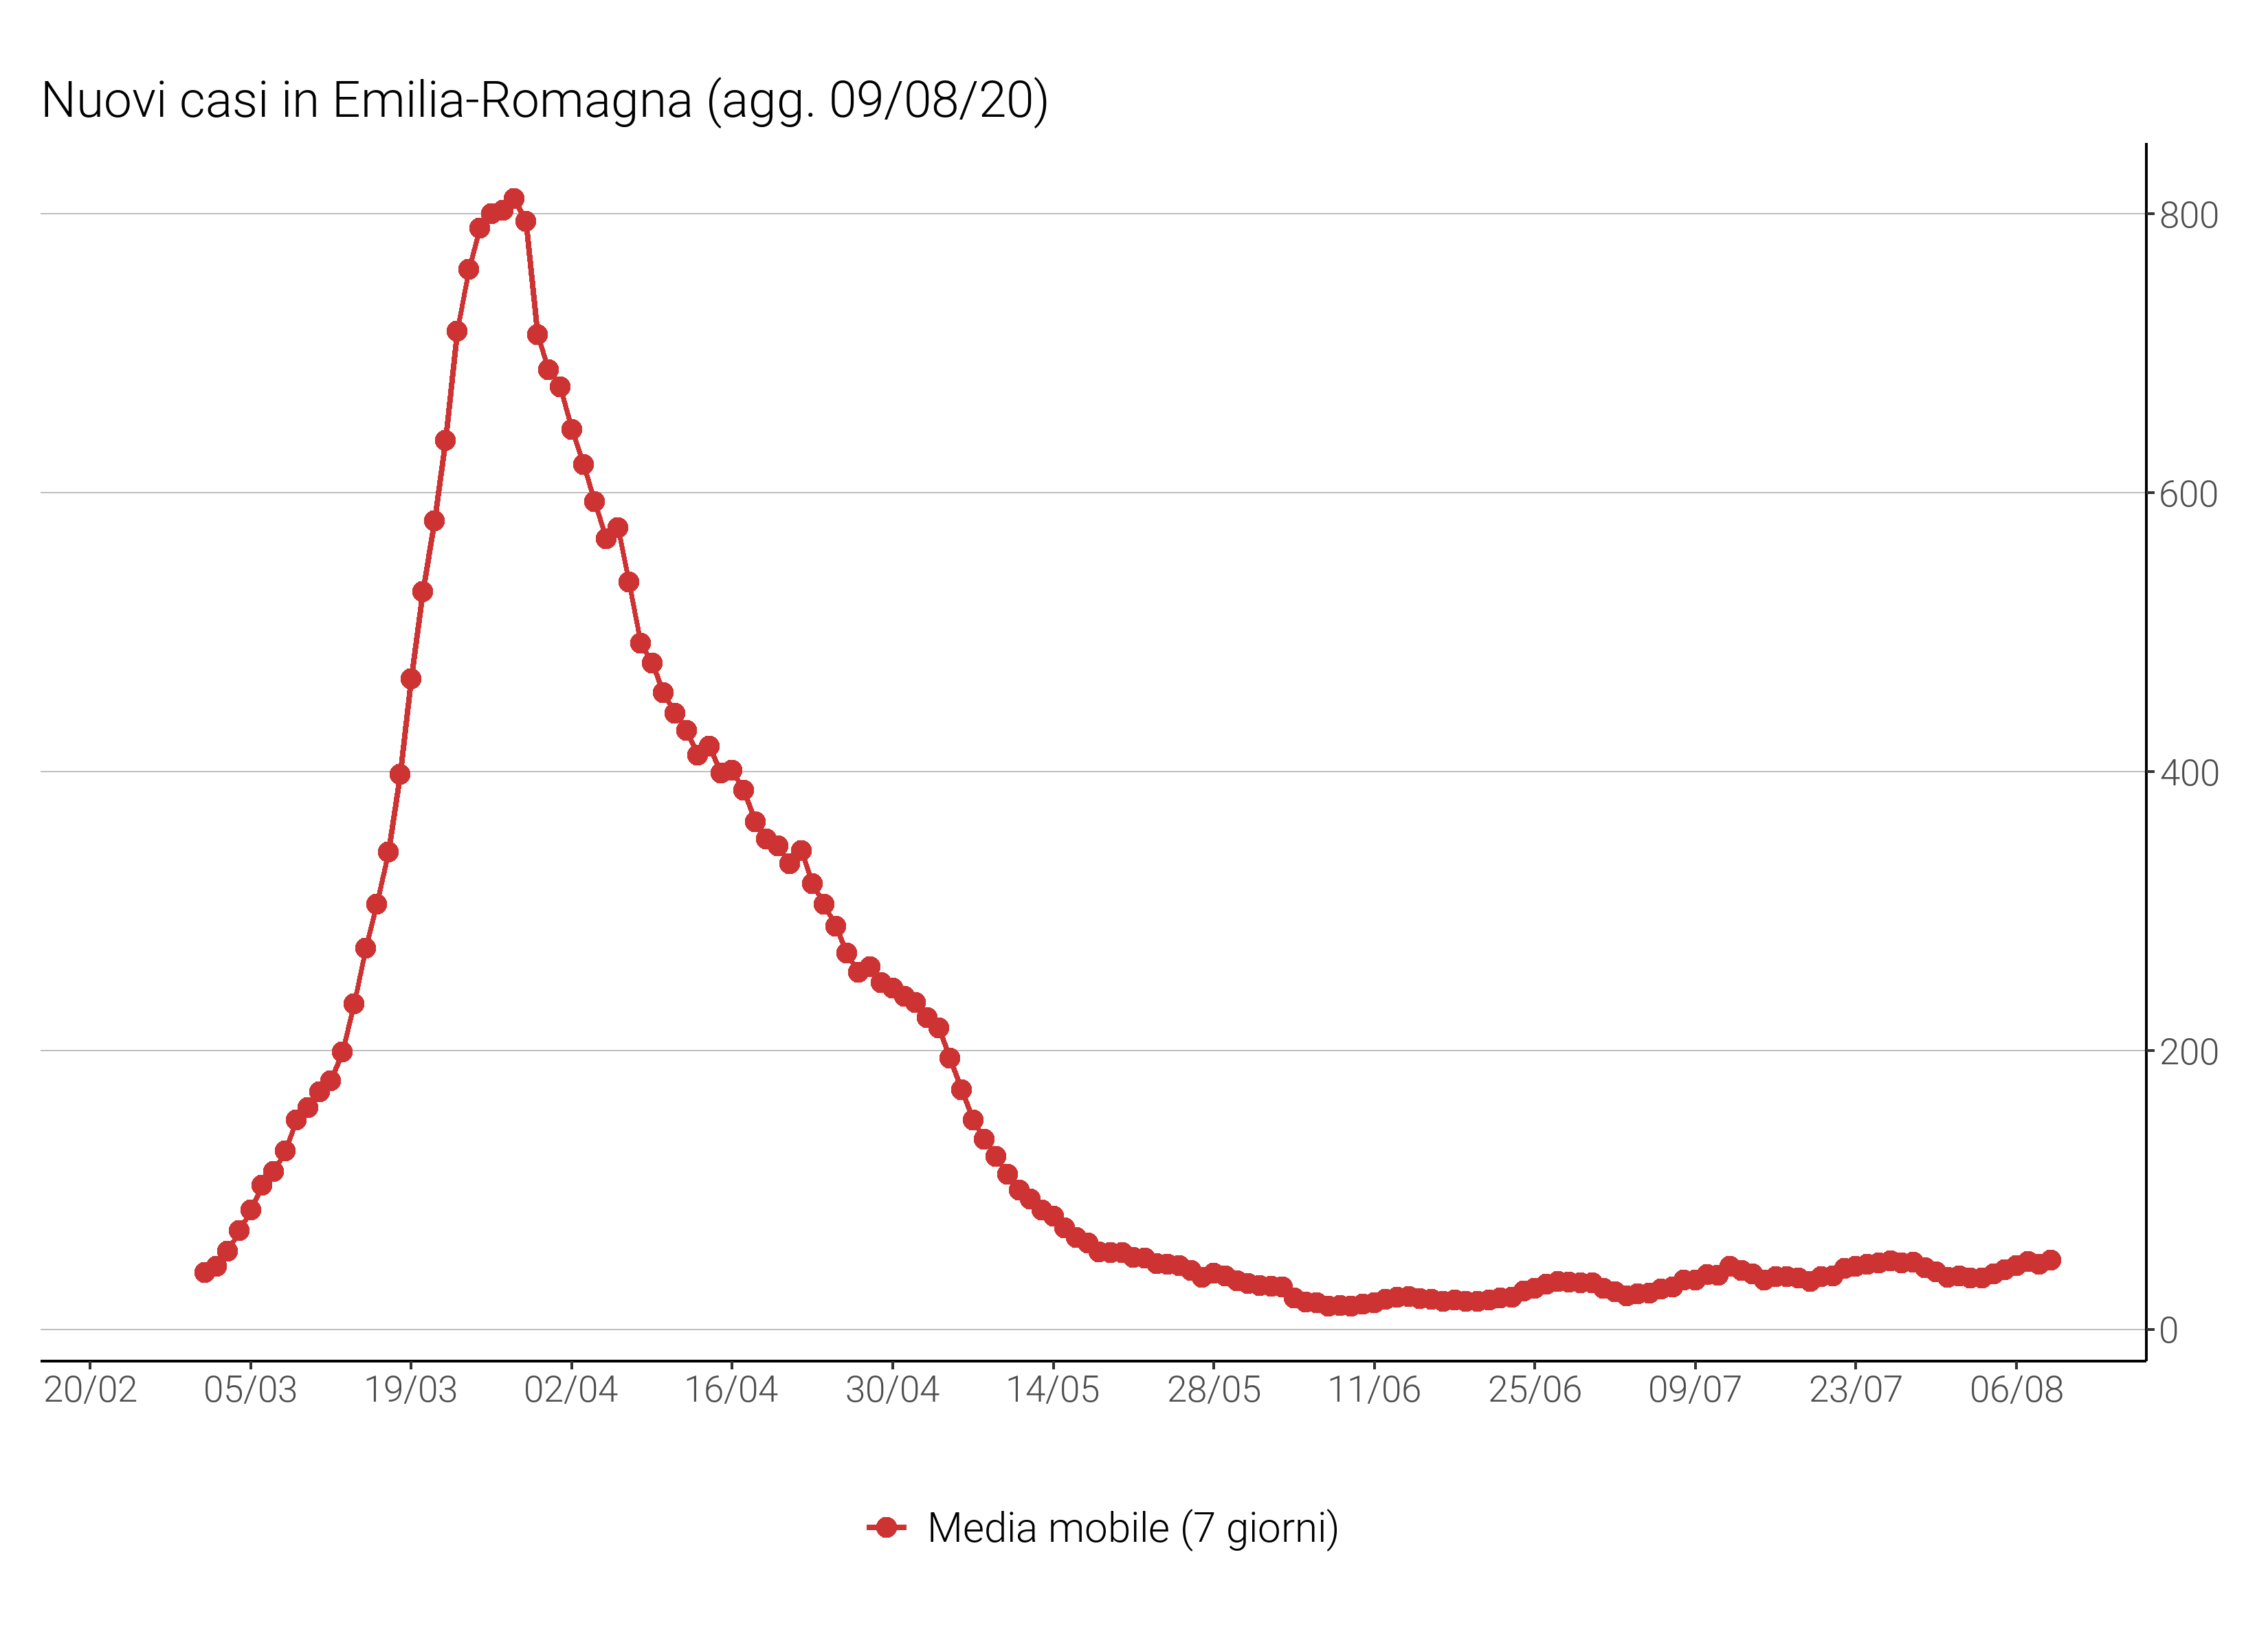 Nuovi casi in Emilia-Romagna (agg. 09/08/20)
800
600
400
200
0
20/02 05/03 19/03 02/04 16/04 30/04 14/05 28/05 11/06 25/06 09/07 23/07 06/08
Media mobile (7 giorni)